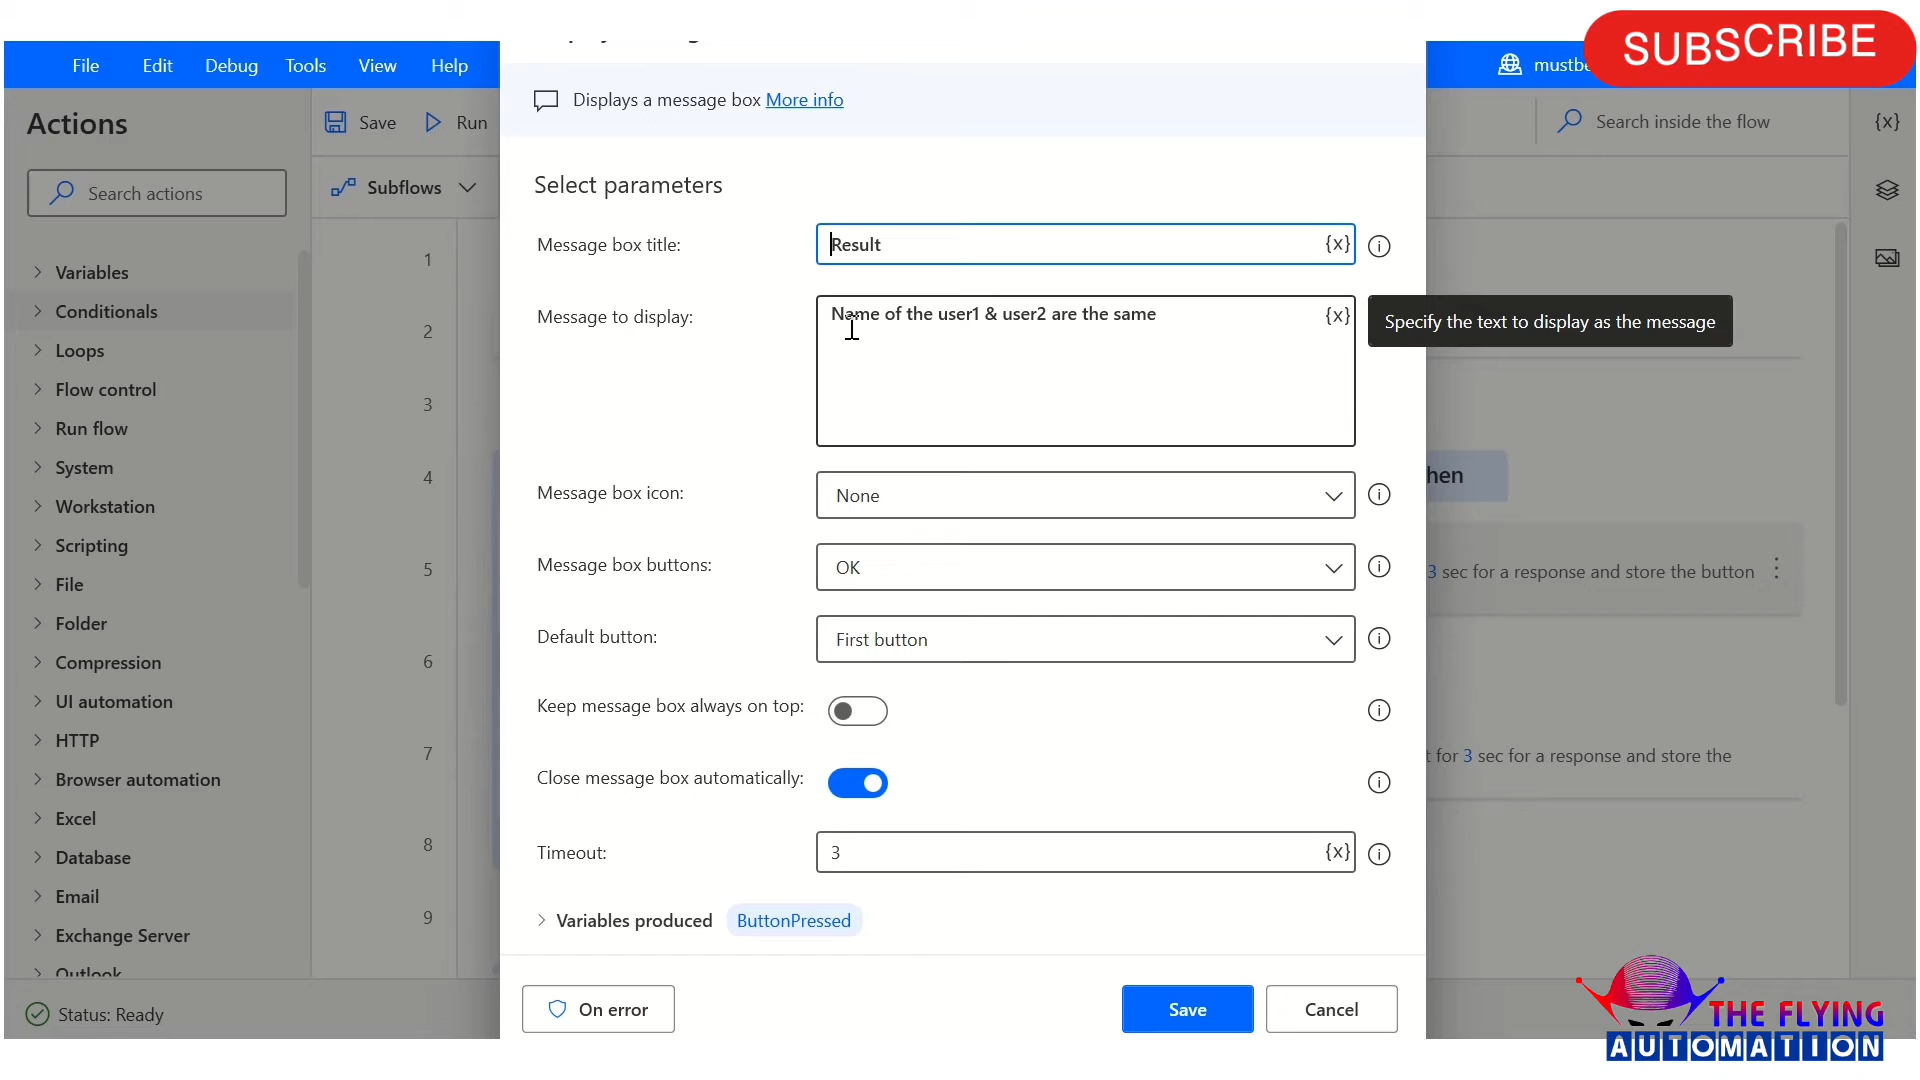 SUBSCRIBE
File Edit Debug Tools View Help
Displays a message box More info
Actions
Save Run
Search inside the flow
{x}
Search actions
Subflows
Select parameters
Message box title: Result {x}
Message to display: Name of the user1 & user2 are the same {x}
Specify the text to display as the message
Message box icon: None
Message box buttons: OK
Default button: First button
Keep message box always on top:
Close message box automatically:
Timeout: 3 {x}
Variables produced ButtonPressed
On error Save Cancel
Variables
Conditionals
Loops
Flow control
Run flow
System
Workstation
Scripting
File
Folder
Compression
UI automation
HTTP
Browser automation
Excel
Database
Email
Exchange Server
Outlook
1
2
3
4
5
6
7
8
9
3 sec for a response and store the button
for 3 sec for a response and store the
Status: Ready
THE FLYING
AUTOMATION